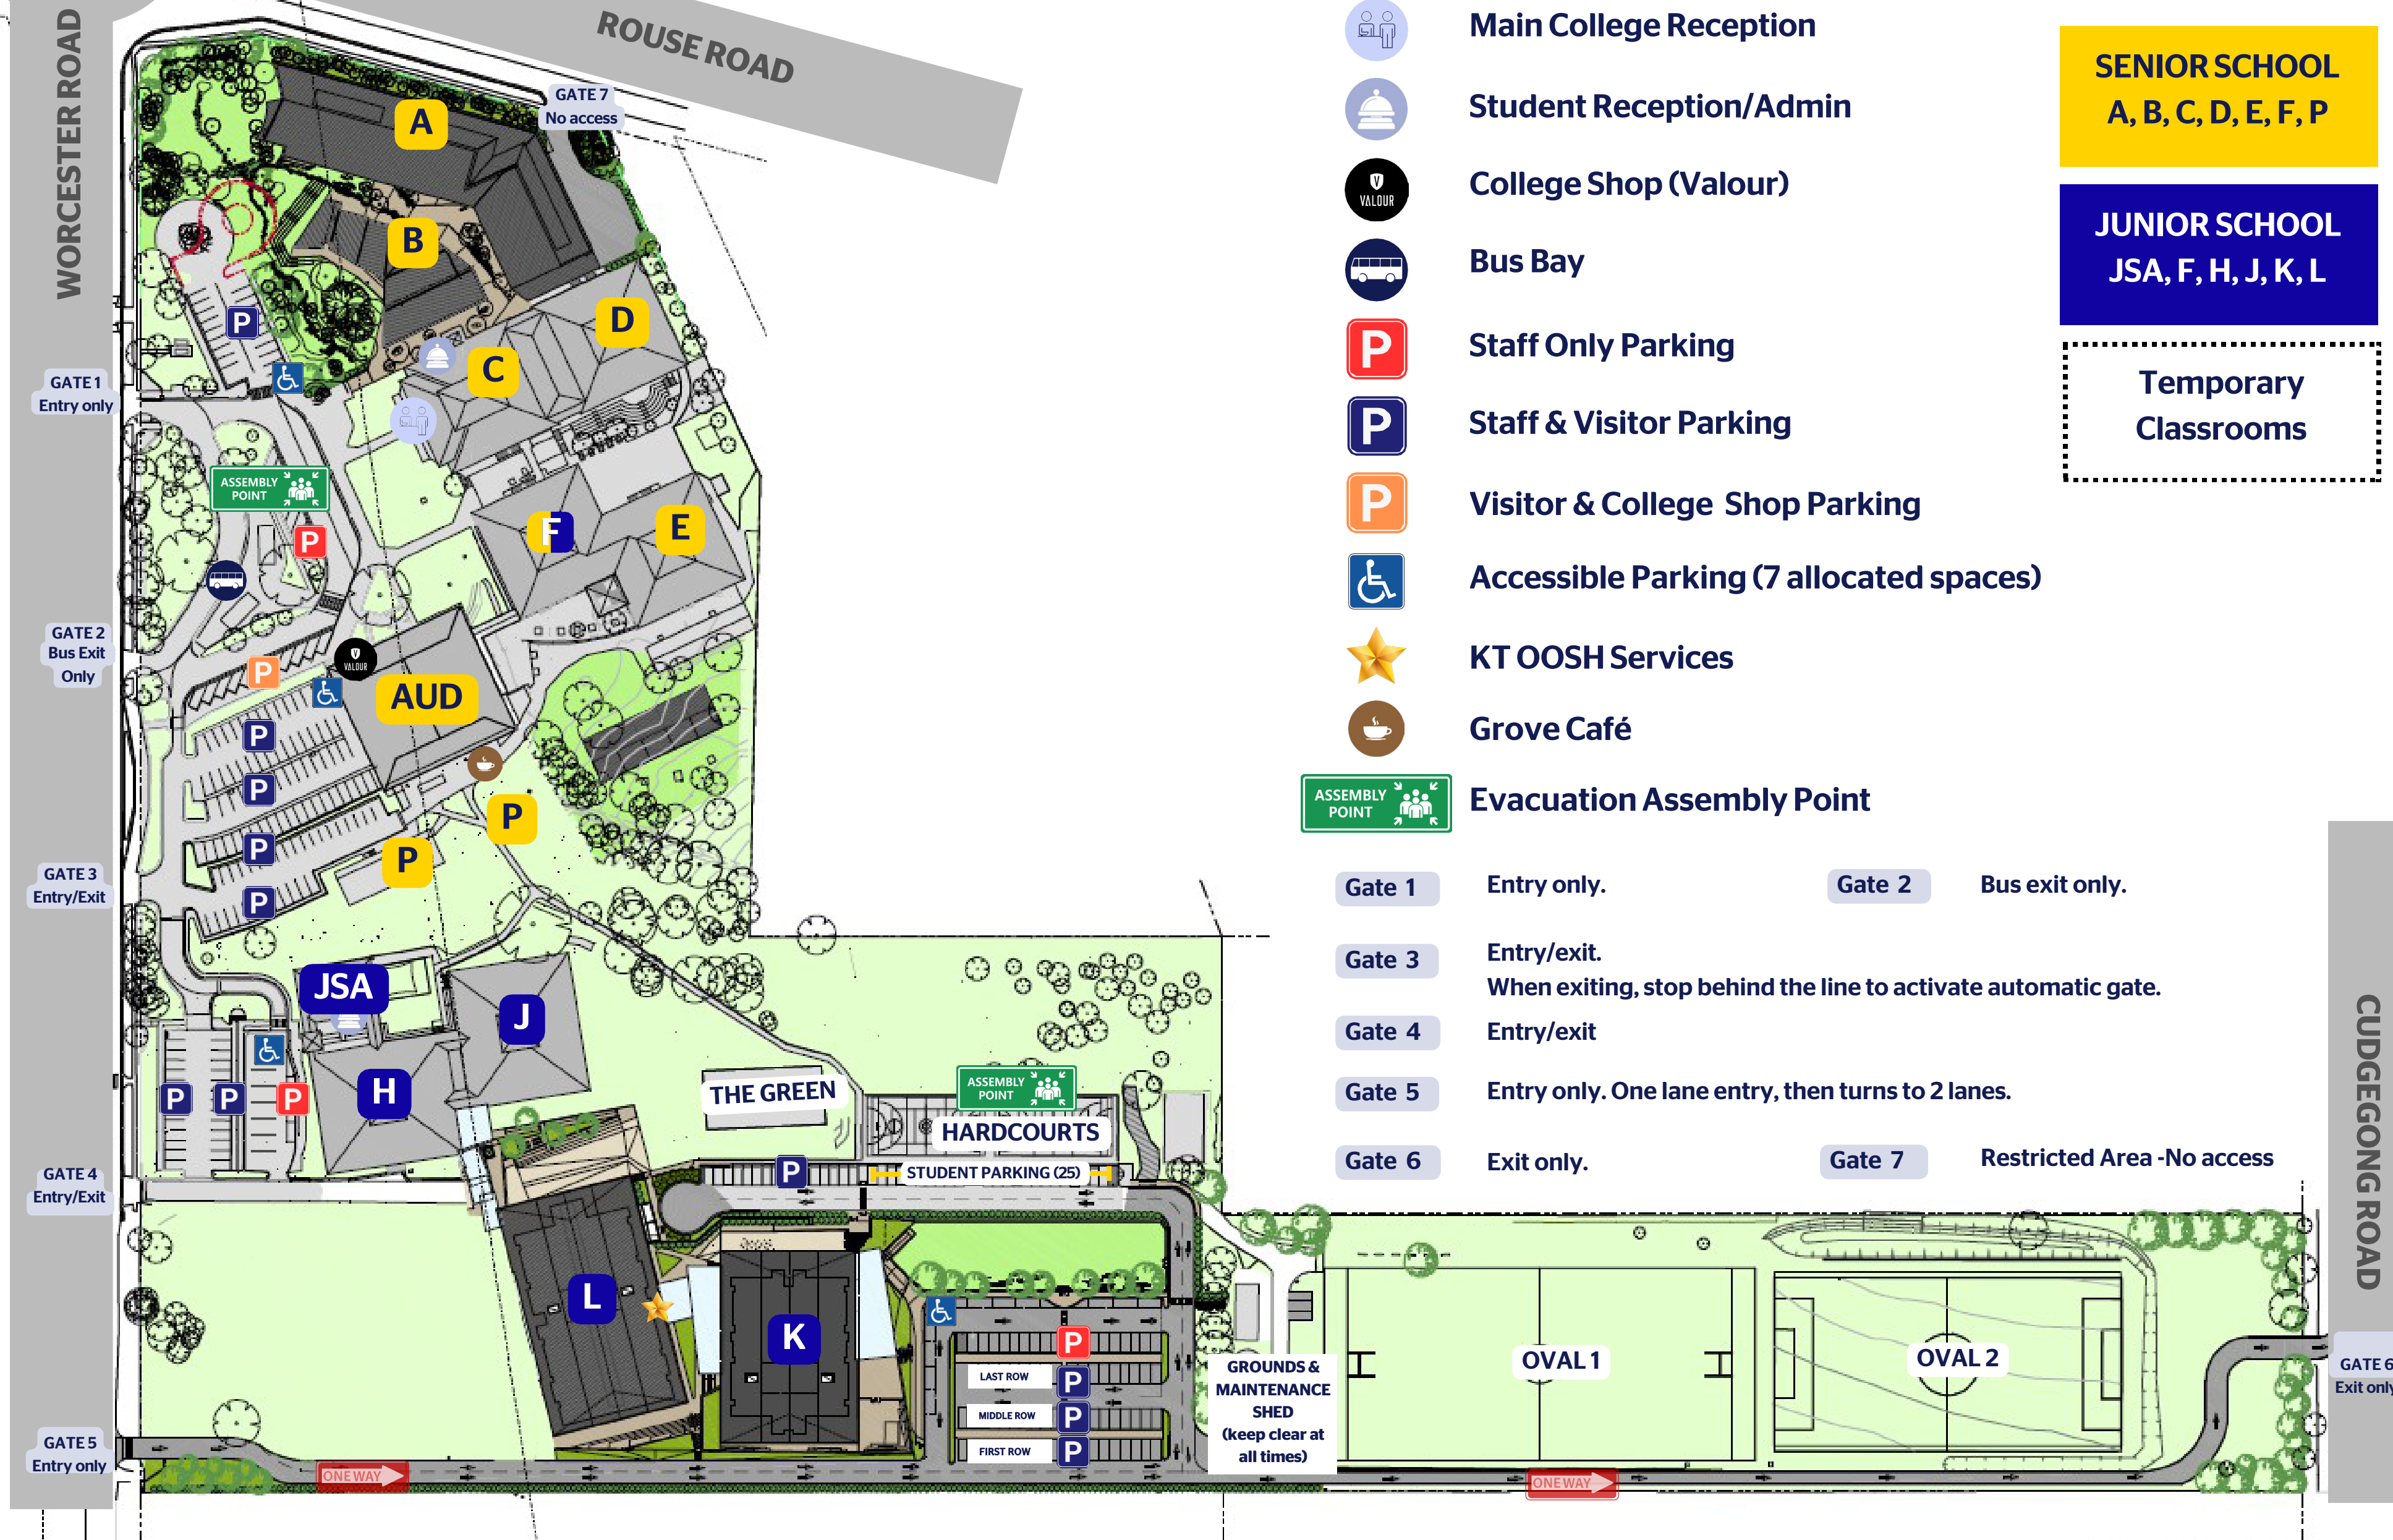 WORCESTER ROAD
ROUSE ROAD
GATE 7
No access
A
B
P
D
C
GATE 1
Entry only
ASSEMBLY
POINT
P
F
E
GATE 2
Bus Exit
Only
VALOUR
P
AUD
P
P
P
P
P
P
GATE 3
Entry/Exit
JSA
J
H
P
P
P
THE GREEN
ASSEMBLY
POINT
HARDCOURTS
P
STUDENT PARKING (25)
GATE 4
Entry/Exit
L
K
P
LAST ROW
P
MIDDLE ROW
P
FIRST ROW
P
GROUNDS &
MAINTENANCE
SHED
(keep clear at
all times)
OVAL 1
OVAL 2
GATE 5
Entry only
ONE WAY
ONE WAY
GATE 6
Exit only
CUDGEGONG ROAD
Main College Reception
Student Reception/Admin
VALOUR
College Shop (Valour)
Bus Bay
P
Staff Only Parking
P
Staff & Visitor Parking
P
Visitor & College Shop Parking
Accessible Parking (7 allocated spaces)
KT OOSH Services
Grove Café
ASSEMBLY
POINT
Evacuation Assembly Point
Gate 1
Entry only.
Gate 2
Bus exit only.
Gate 3
Entry/exit.
When exiting, stop behind the line to activate automatic gate.
Gate 4
Entry/exit
Gate 5
Entry only. One lane entry, then turns to 2 lanes.
Gate 6
Exit only.
Gate 7
Restricted Area -No access
SENIOR SCHOOL
A, B, C, D, E, F, P
JUNIOR SCHOOL
JSA, F, H, J, K, L
Temporary
Classrooms